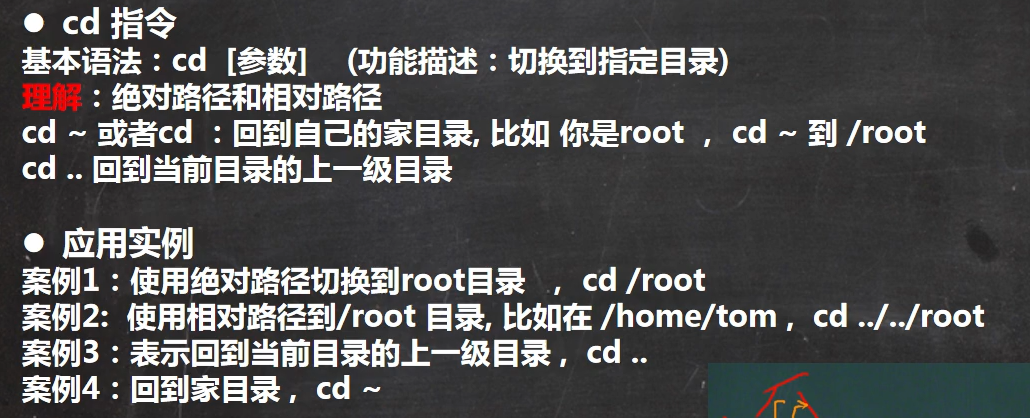 ● cd 指令
基本语法：cd [参数] (功能描述：切换到指定目录)
理解：绝对路径和相对路径
cd ~ 或者cd ：回到自己的家目录, 比如 你是root ， cd ~ 到 /root
cd .. 回到当前目录的上一级目录
● 应用实例
案例1：使用绝对路径切换到root目录 ， cd /root
案例2: 使用相对路径到/root 目录, 比如在 /home/tom ,  cd ../../root
案例3：表示回到当前目录的上一级目录 ,  cd ..
案例4：回到家目录 ,  cd ~